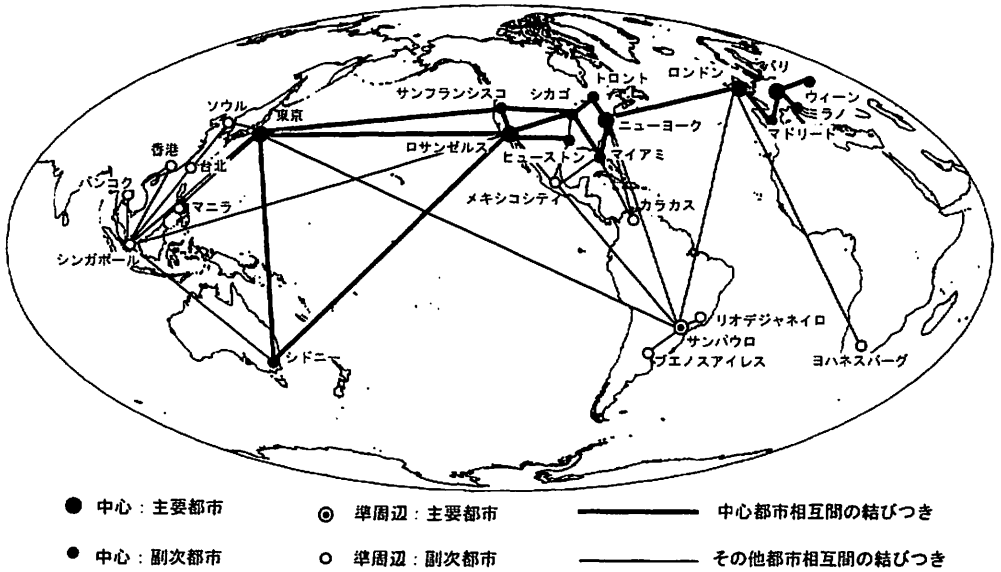 ロンドン
パリ
トロント
サンフランシスコ
シカゴ
ウィーン
ミラノ
ソウル
東京
ニューヨーク
マドリード
香港
ロサンゼルス
ヒューストン
マイアミ
台北
バンコク
メキシコシティ
カラカス
マニラ
シンガポール
リオデジャネイロ
サンパウロ
シドニー
ブエノスアイレス
ヨハネスバーグ
中心:主要都市
準周辺:主要都市
中心都市相互間の結びつき
中心:副次都市
準周辺:副次都市
その他都市相互間の結びつき